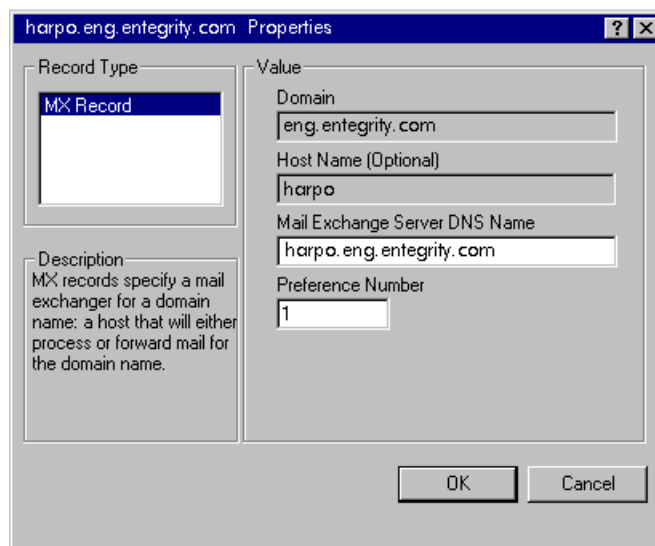 harpo.eng.entegrity.com Properties
Record Type
MX Record
Description
MX records specify a mail
exchanger for a domain
name: a host that will either
process or forward mail for
the domain name.
Value
Domain
eng.entegrity.com
Host Name (Optional)
harpo
Mail Exchange Server DNS Name
harpo.eng.entegrity.com
Preference Number
1
OK
Cancel